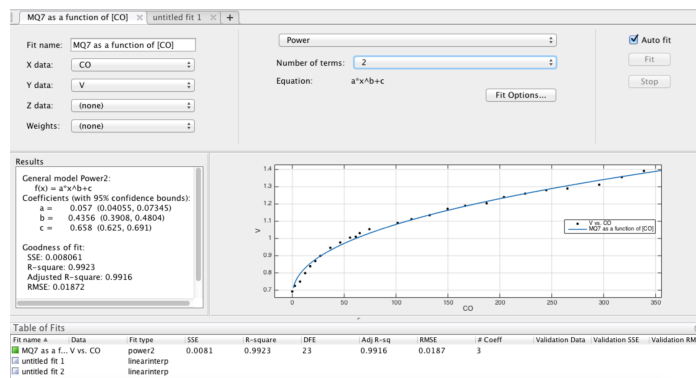 MQ7 as a function of [CO] × untitled fit 1 × +
Fit name: MQ7 as a function of [CO]
X data: CO
Y data: V
Z data: (none)
Weights: (none)
Power
Number of terms: 2
Equation: a*x^b+c
Fit Options...
Auto fit
Fit
Stop
Results
General model Power2:
f(x) = a*x^b+c
Coefficients (with 95% confidence bounds):
a = 0.057 (0.04055, 0.07345)
b = 0.4356 (0.3908, 0.4804)
c = 0.658 (0.625, 0.691)
Goodness of fit:
SSE: 0.008061
R-square: 0.9923
Adjusted R-square: 0.9916
RMSE: 0.01872
1.4
1.3
1.2
1.1
1
0.9
0.8
0.7
V
0 50 100 150 200 250 300 350
CO
V vs. CO
MQ7 as a function of [CO]
Table of Fits
Fit name Data Fit type SSE R-square DFE Adj R-sq RMSE # Coeff Validation Data Validation SSE Validation RM
MQ7 as a f... V vs. CO power2 0.0081 0.9923 23 0.9916 0.0187 3
untitled fit 1 linearinterp
untitled fit 2 linearinterp